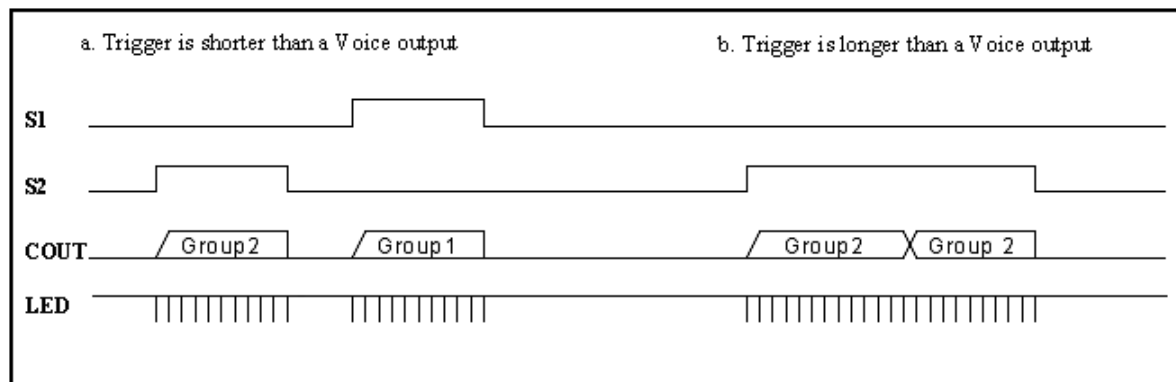 a. Trigger is shorter than a Voice output
b. Trigger is longer than a Voice output
S1
S2
COUT
Group2
Group1
Group2
Group 2
LED